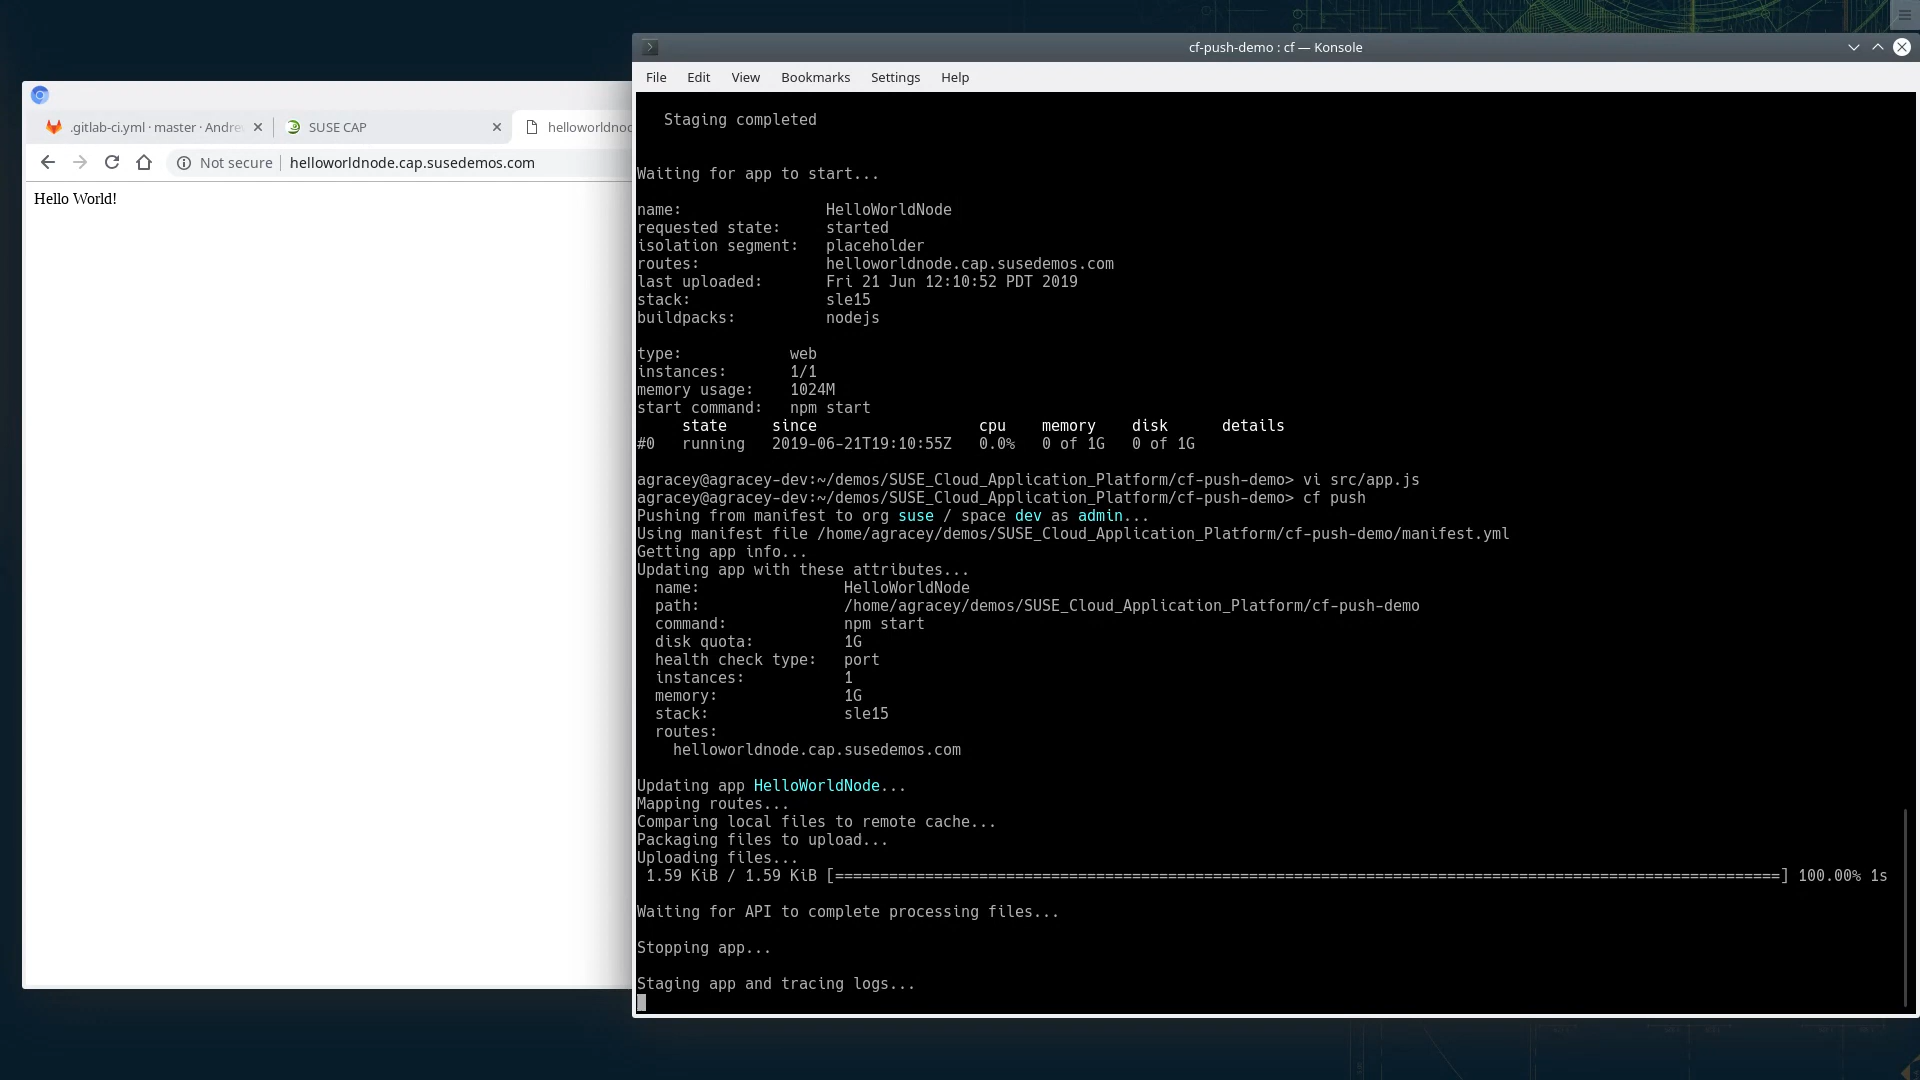 cf-push-demo : cf — Konsole
File Edit View Bookmarks Settings Help
.gitlab-ci.yml · master · Andre
SUSE CAP
helloworldnod
Not secure | helloworldnode.cap.susedemos.com
Hello World!
Staging completed
Waiting for app to start...
name: HelloWorldNode
requested state: started
isolation segment: placeholder
routes: helloworldnode.cap.susedemos.com
last uploaded: Fri 21 Jun 12:10:52 PDT 2019
stack: sle15
buildpacks: nodejs
type: web
instances: 1/1
memory usage: 1024M
start command: npm start
state since cpu memory disk details
#0 running 2019-06-21T19:10:55Z 0.0% 0 of 1G 0 of 1G
agracey@agracey-dev:~/demos/SUSE_Cloud_Application_Platform/cf-push-demo> vi src/app.js
agracey@agracey-dev:~/demos/SUSE_Cloud_Application_Platform/cf-push-demo> cf push
Pushing from manifest to org suse / space dev as admin...
Using manifest file /home/agracey/demos/SUSE_Cloud_Application_Platform/cf-push-demo/manifest.yml
Getting app info...
Updating app with these attributes...
name: HelloWorldNode
path: /home/agracey/demos/SUSE_Cloud_Application_Platform/cf-push-demo
command: npm start
disk quota: 1G
health check type: port
instances: 1
memory: 1G
stack: sle15
routes:
helloworldnode.cap.susedemos.com
Updating app HelloWorldNode...
Mapping routes...
Comparing local files to remote cache...
Packaging files to upload...
Uploading files...
1.59 KiB / 1.59 KiB [=========================================================================================================] 100.00% 1s
Waiting for API to complete processing files...
Stopping app...
Staging app and tracing logs...